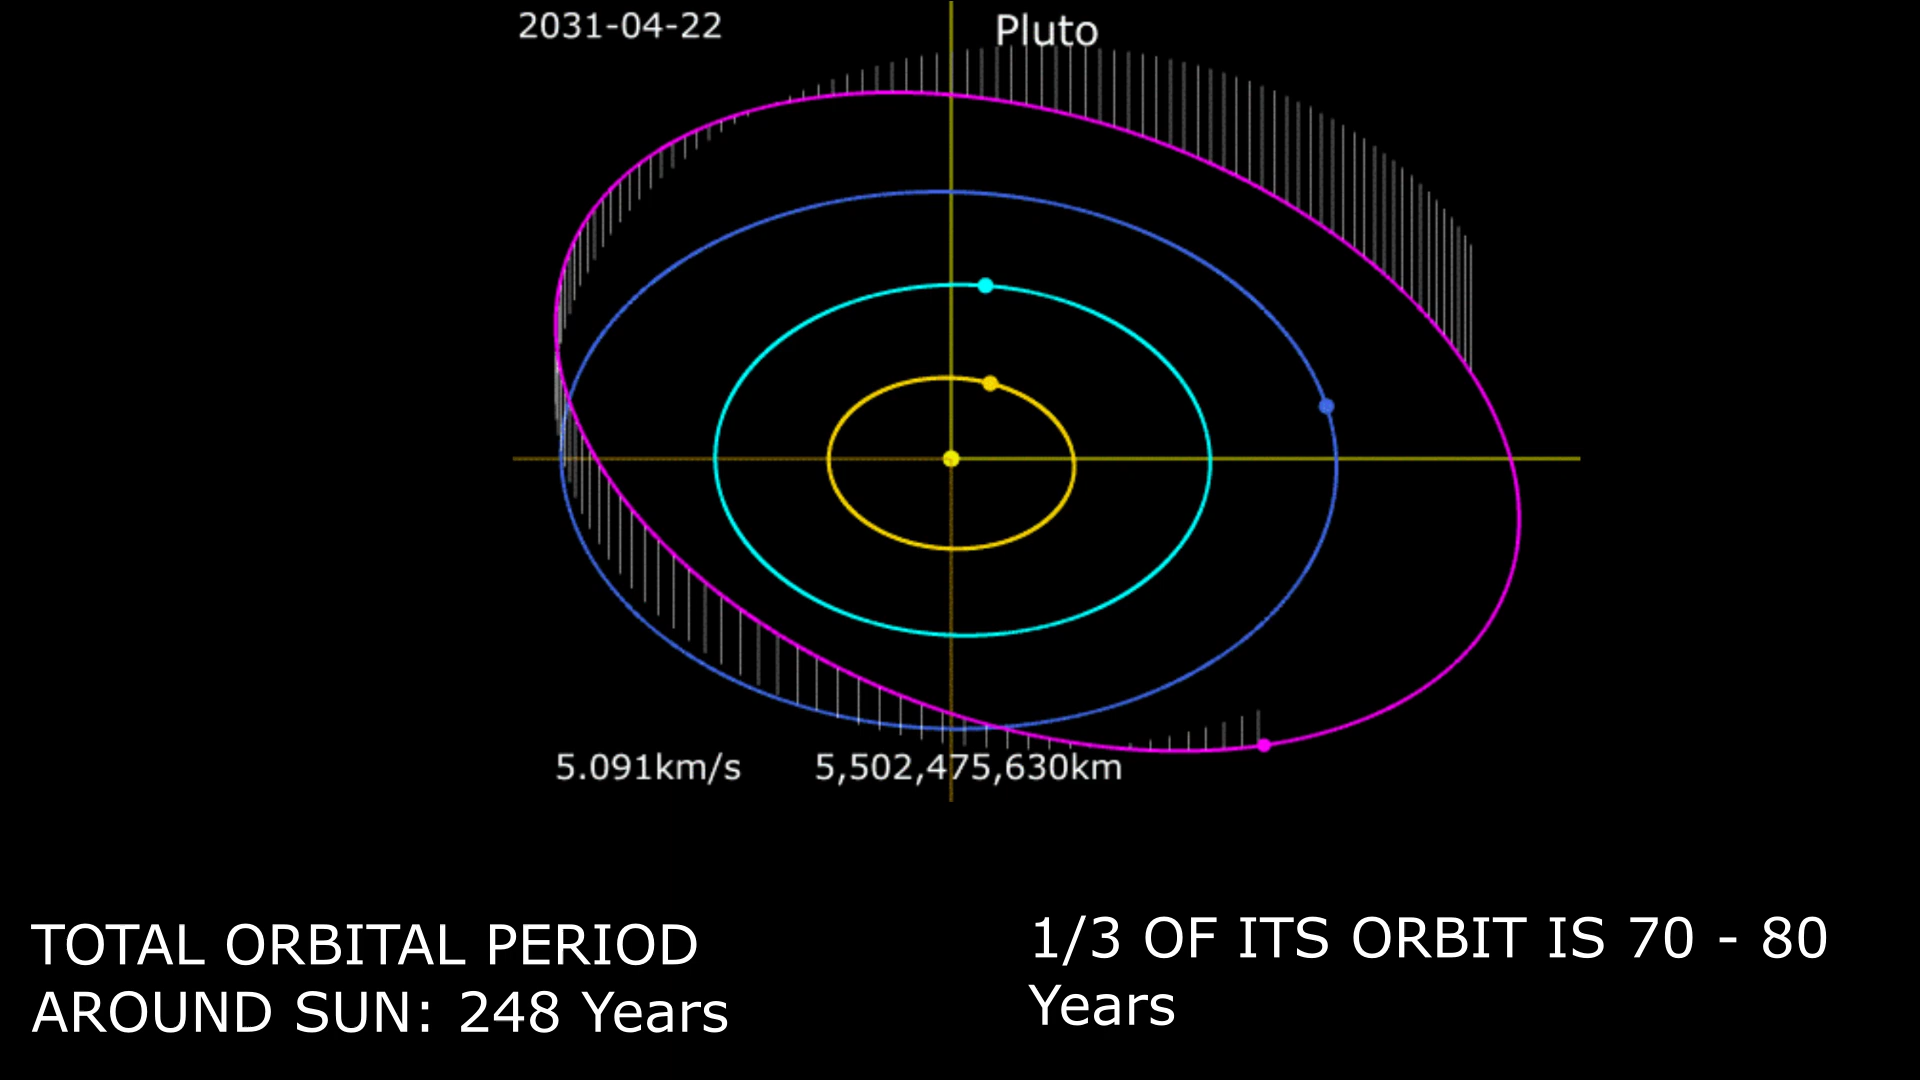 2031-04-22
Pluto
5.091km/s
5,502,475,630km
TOTAL ORBITAL PERIOD
AROUND SUN: 248 Years
1/3 OF ITS ORBIT IS 70 - 80
Years